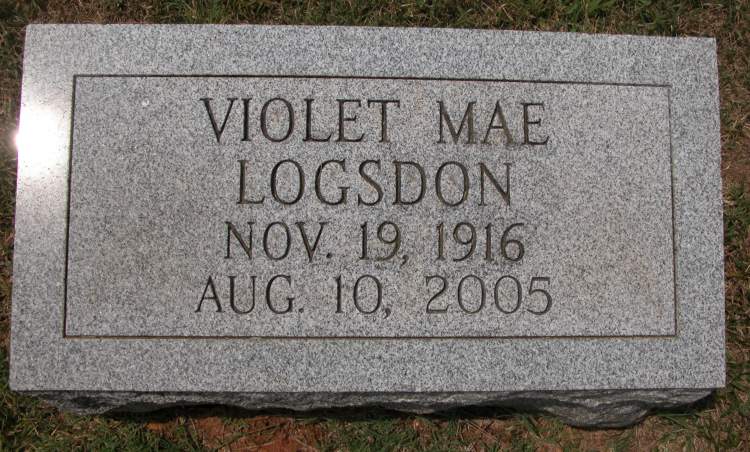 VIOLET MAE
LOGSDON
NOV. 19, 1916
AUG. 10, 2005